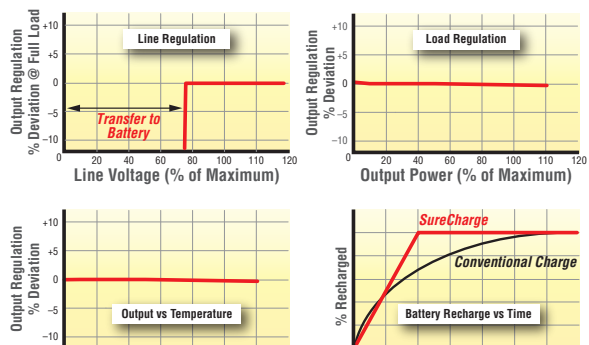 Line Regulation
Output Regulation
% Deviation @ Full Load
+10
+5
0
–5
–10
Transfer to
Battery
0 20 40 60 80 100 120
Line Voltage (% of Maximum)
Load Regulation
Output Regulation
% Deviation
+10
+5
0
–5
–10
0 20 40 60 80 100 120
Output Power (% of Maximum)
Output Regulation
% Deviation
+10
+5
0
–5
–10
Output vs Temperature
SureCharge
Conventional Charge
% Recharged
Battery Recharge vs Time